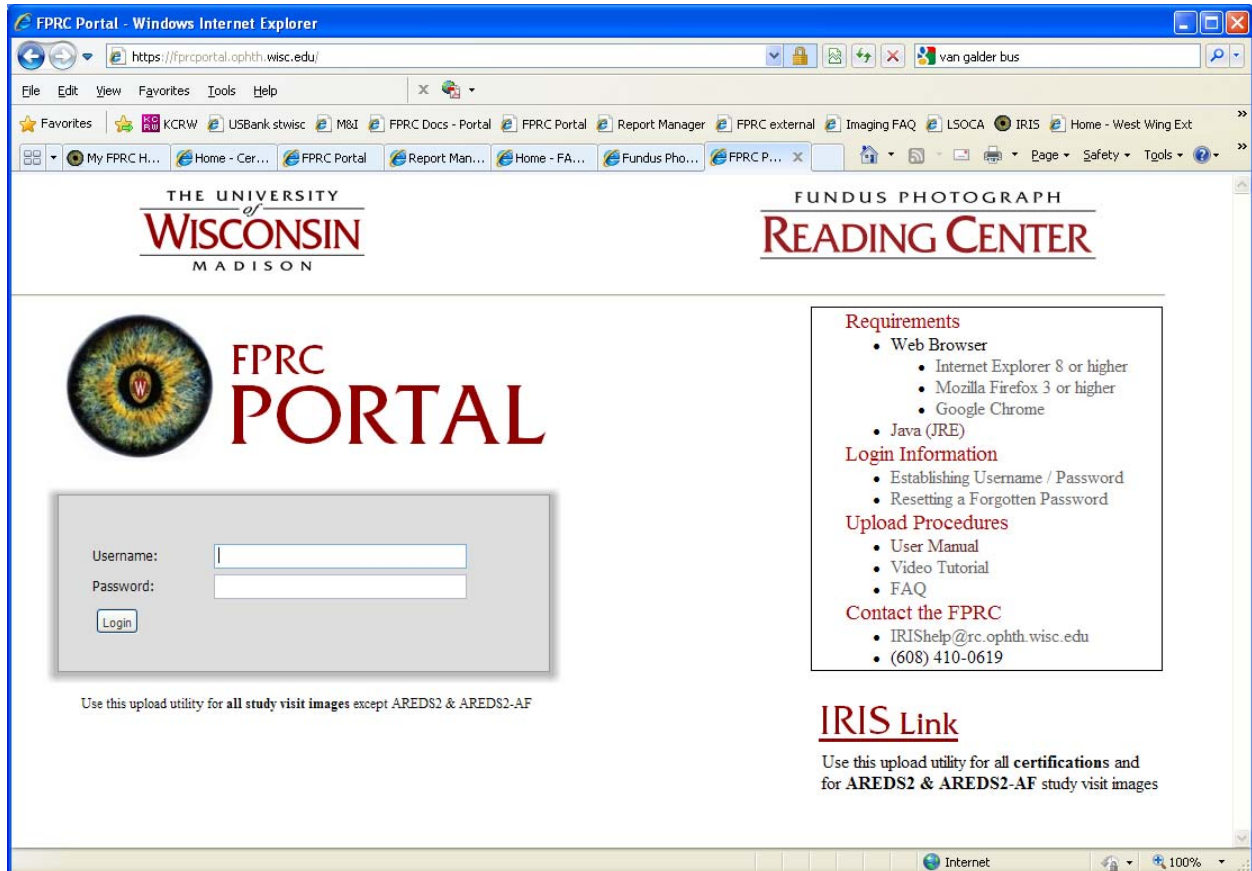 FPRC Portal - Windows Internet Explorer
https://fprcportal.ophth.wisc.edu/
van galder bus
File Edit View Favorites Tools Help
X
Favorites KCRW USBank stwisc M&I FPRC Docs - Portal FPRC Portal Report Manager FPRC external Imaging FAQ LSOCA IRIS Home - West Wing Ext »
My FPRC H... Home - Cer... FPRC Portal Report Man... Home - FA... Fundus Pho... FPRC P... X Page Safety Tools »
THE UNIVERSITY
of
WISCONSIN
MADISON
FUNDUS PHOTOGRAPH
READING CENTER
W
FPRC
PORTAL
Username:
Password:
Login
Use this upload utility for all study visit images except AREDS2 & AREDS2-AF
Requirements
• Web Browser
• Internet Explorer 8 or higher
• Mozilla Firefox 3 or higher
• Google Chrome
• Java (JRE)
Login Information
• Establishing Username / Password
• Resetting a Forgotten Password
Upload Procedures
• User Manual
• Video Tutorial
• FAQ
Contact the FPRC
• IRIShelp@rc.ophth.wisc.edu
• (608) 410-0619
IRIS Link
Use this upload utility for all certifications and
for AREDS2 & AREDS2-AF study visit images
Internet 100%